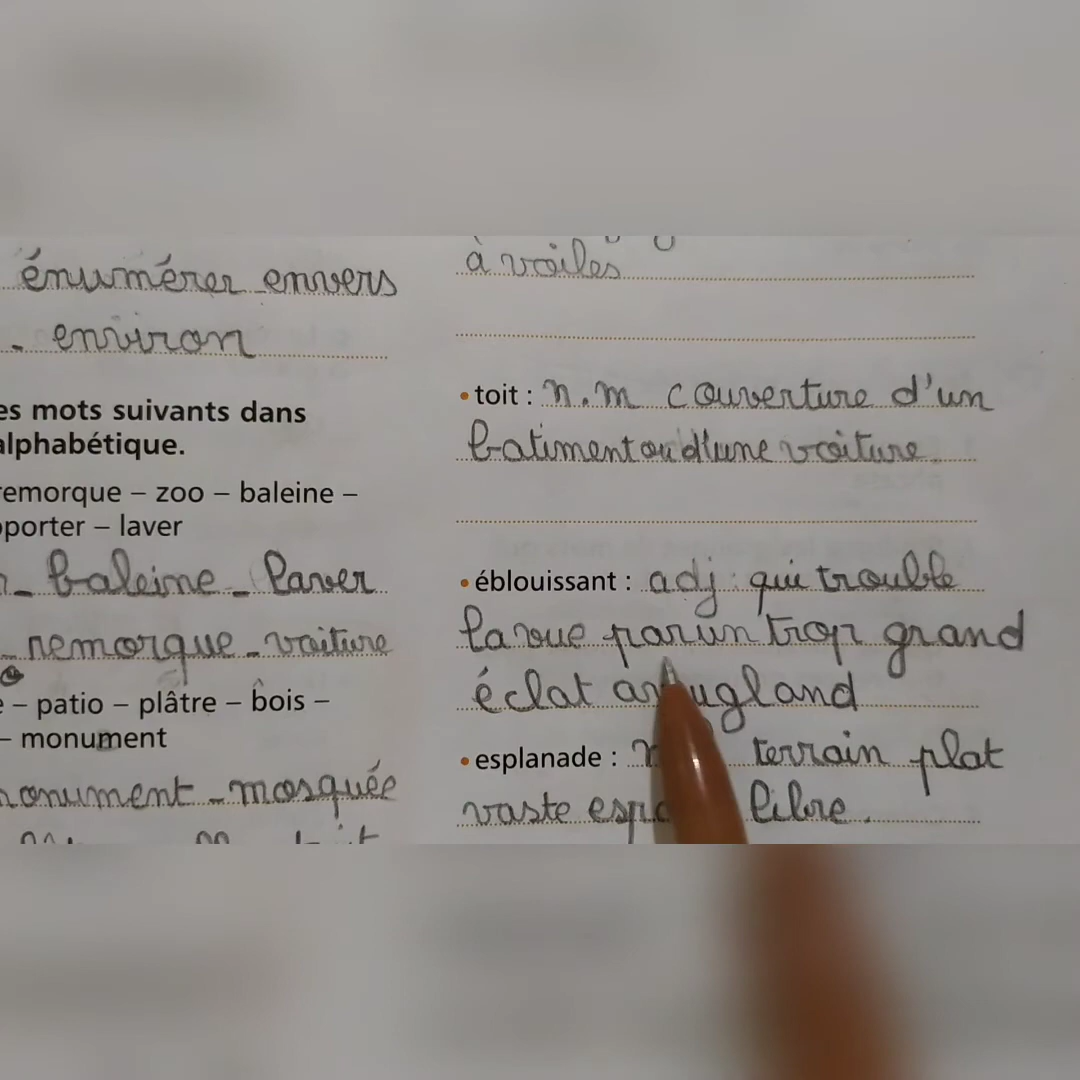 énumérer envers
- environ
es mots suivants dans
alphabétique.
remorque – zoo – baleine –
porter – laver
- baleine - laver
- remorque - voiture
– patio – plâtre – bois –
– monument
monument - mosquée
à voiles
• toit : n.m couverture d'un
batiment ou d'une voiture
• éblouissant : adj : qui trouble
la vue par un trop grand
éclat
• esplanade : terrain plat
vaste libre.